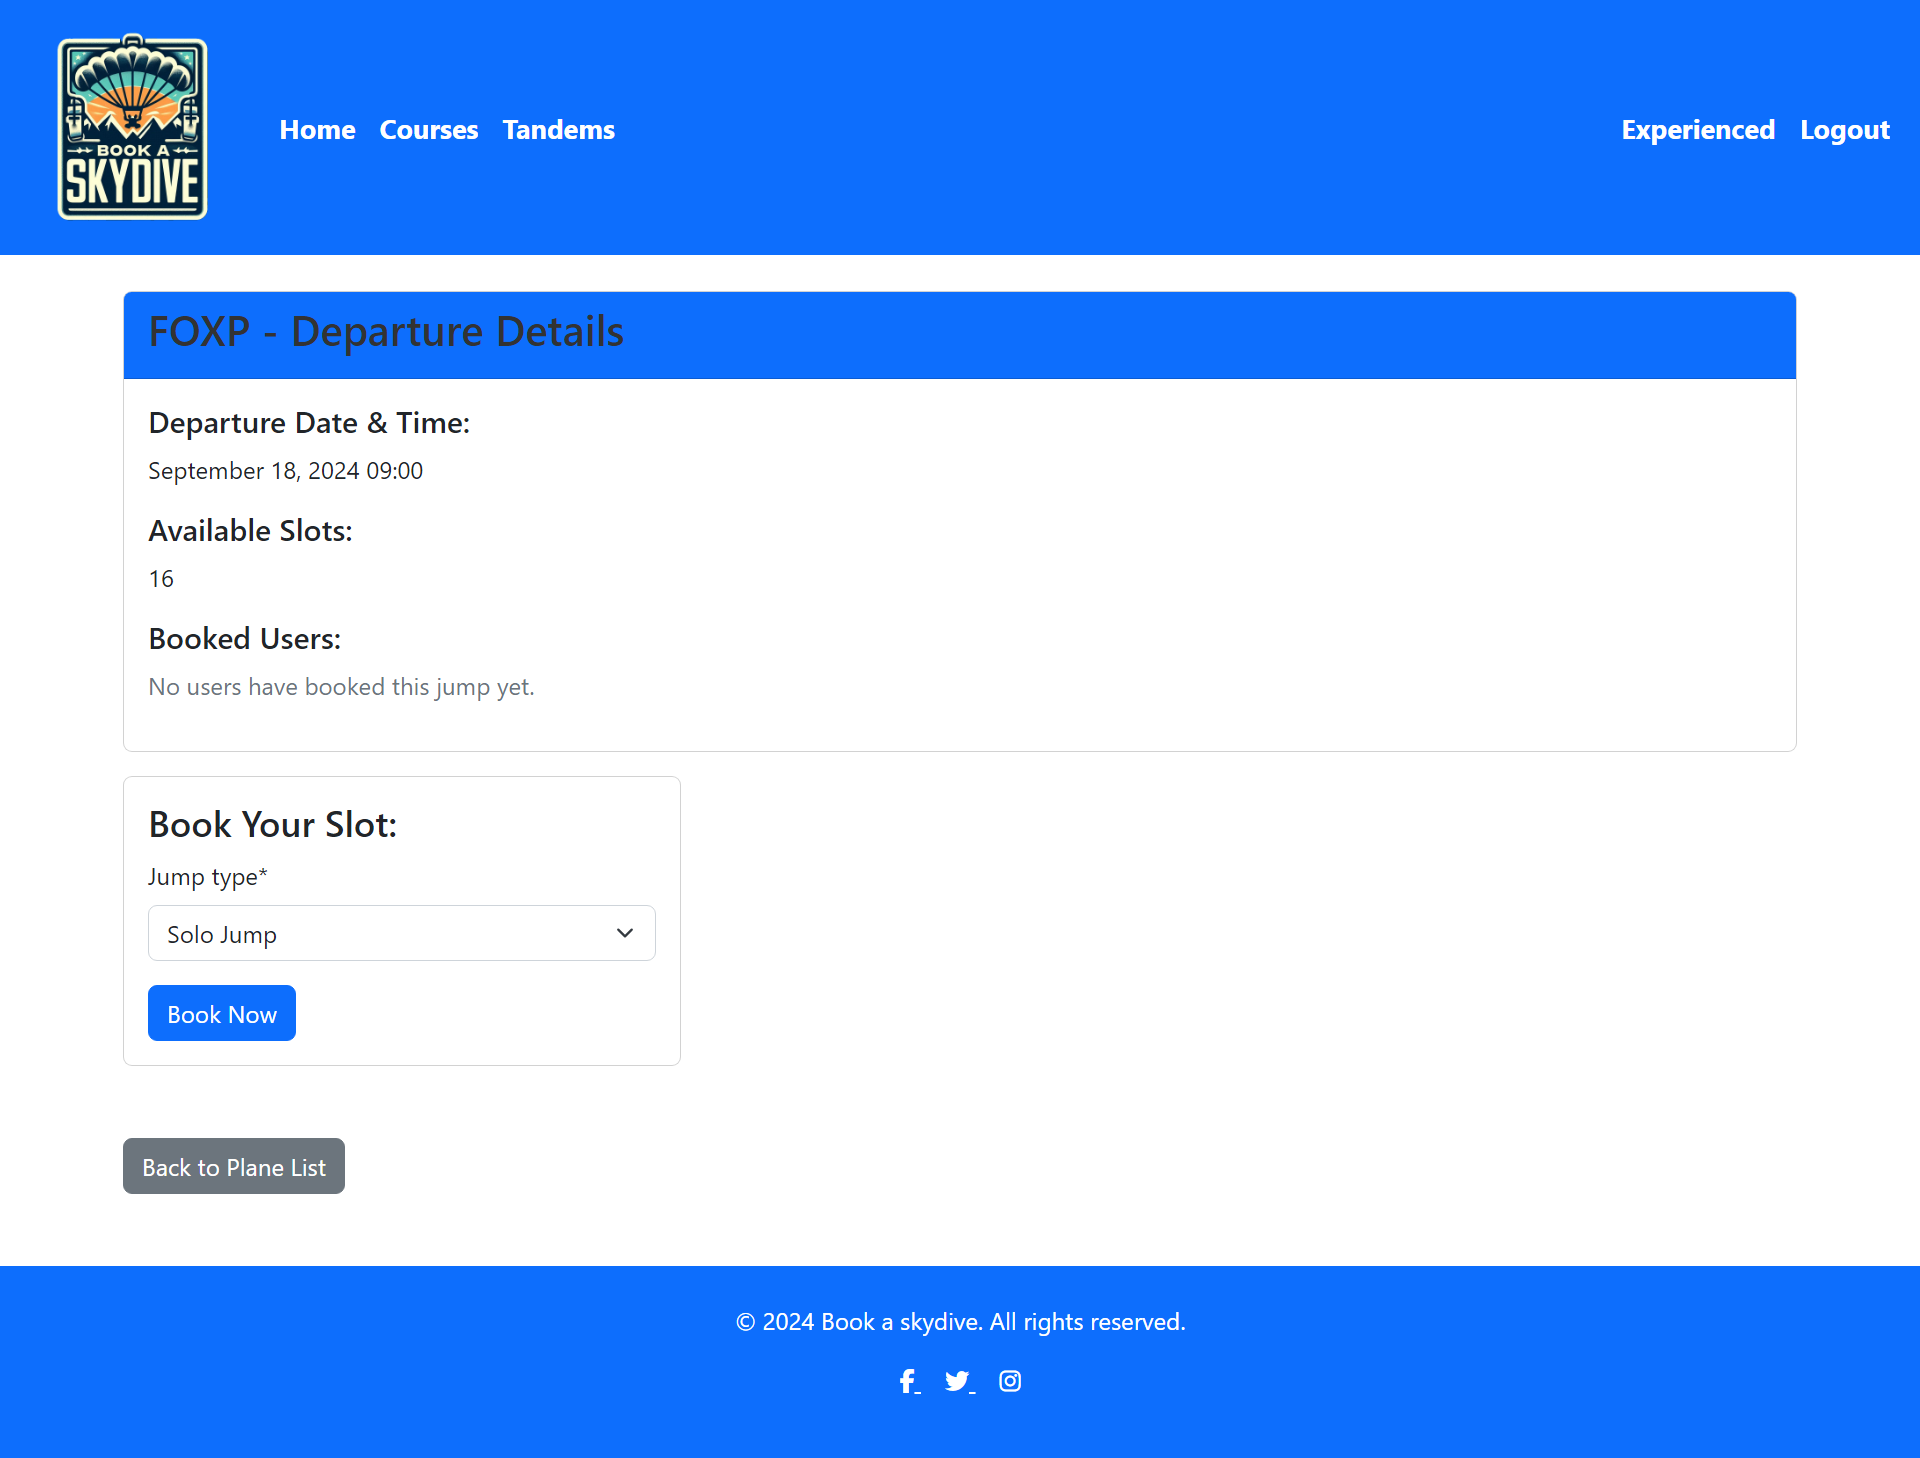 BOOK A
SKYDIVE
Home Courses Tandems
Experienced Logout
FOXP - Departure Details
Departure Date & Time:
September 18, 2024 09:00
Available Slots:
16
Booked Users:
No users have booked this jump yet.
Book Your Slot:
Jump type*
Solo Jump
Book Now
Back to Plane List
© 2024 Book a skydive. All rights reserved.